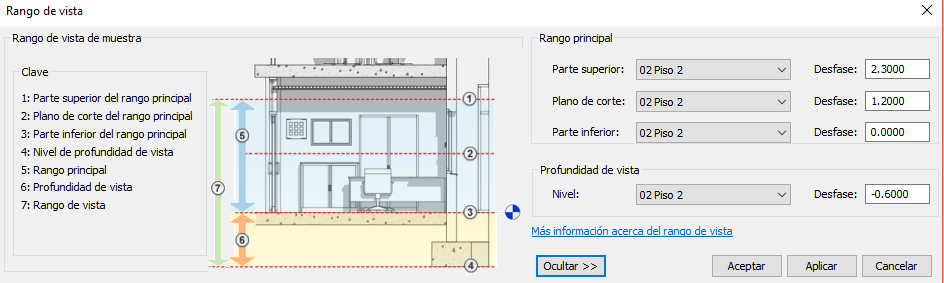 Rango de vista
Rango de vista de muestra
Clave
1: Parte superior del rango principal
2: Plano de corte del rango principal
3: Parte inferior del rango principal
4: Nivel de profundidad de vista
5: Rango principal
6: Profundidad de vista
7: Rango de vista
1
5
2
7
3
6
4
Rango principal
Parte superior: 02 Piso 2 Desfase: 2.3000
Plano de corte: 02 Piso 2 Desfase: 1.2000
Parte inferior: 02 Piso 2 Desfase: 0.0000
Profundidad de vista
Nivel: 02 Piso 2 Desfase: -0.6000
Más información acerca del rango de vista
Ocultar >> Aceptar Aplicar Cancelar